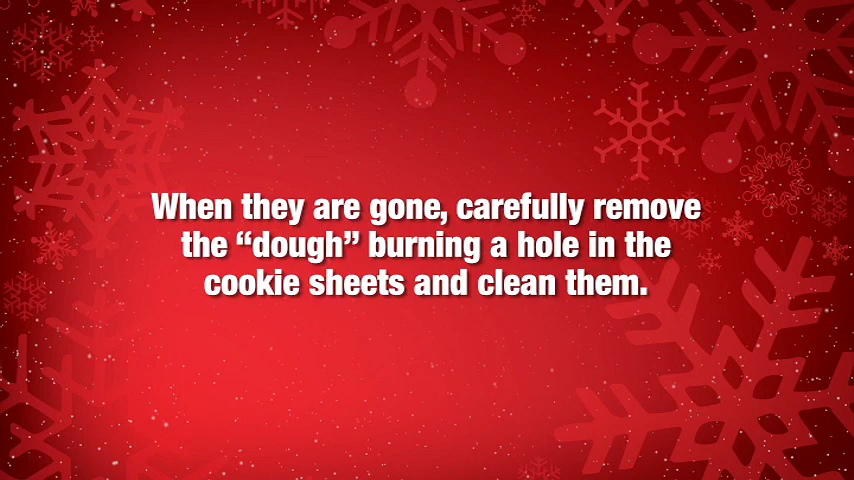 When they are gone, carefully remove
the “dough” burning a hole in the
cookie sheets and clean them.